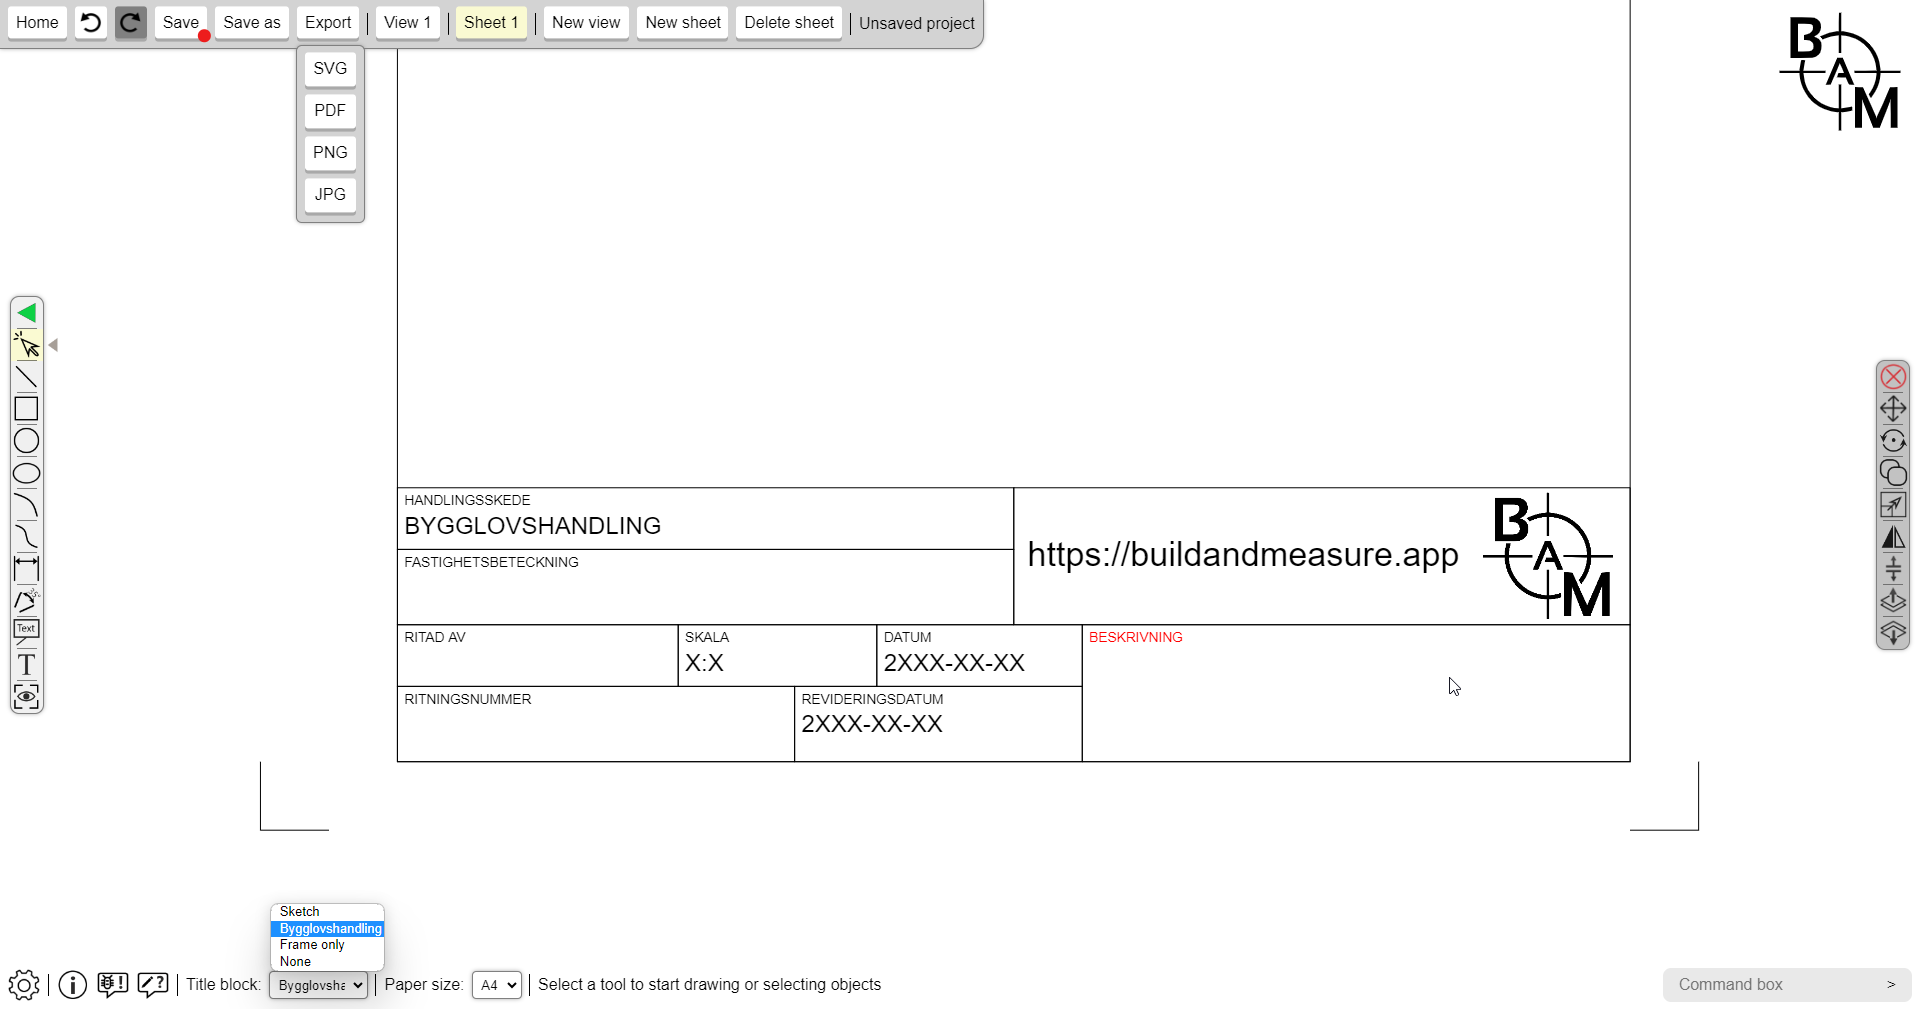 Home Save Save as Export View 1 Sheet 1 New view New sheet Delete sheet Unsaved project
SVG
PDF
PNG
JPG
B
A
M
HANDLINGSSKEDE
BYGGLOVSHANDLING
FASTIGHETSBETECKNING
https://buildandmeasure.app
B
A
M
RITAD AV
SKALA
X:X
DATUM
2XXX-XX-XX
BESKRIVNING
RITNINGSNUMMER
REVIDERINGSDATUM
2XXX-XX-XX
Text
T
Sketch
Bygglovshandling
Frame only
None
Title block: Bygglovsha Paper size: A4 Select a tool to start drawing or selecting objects
Command box >